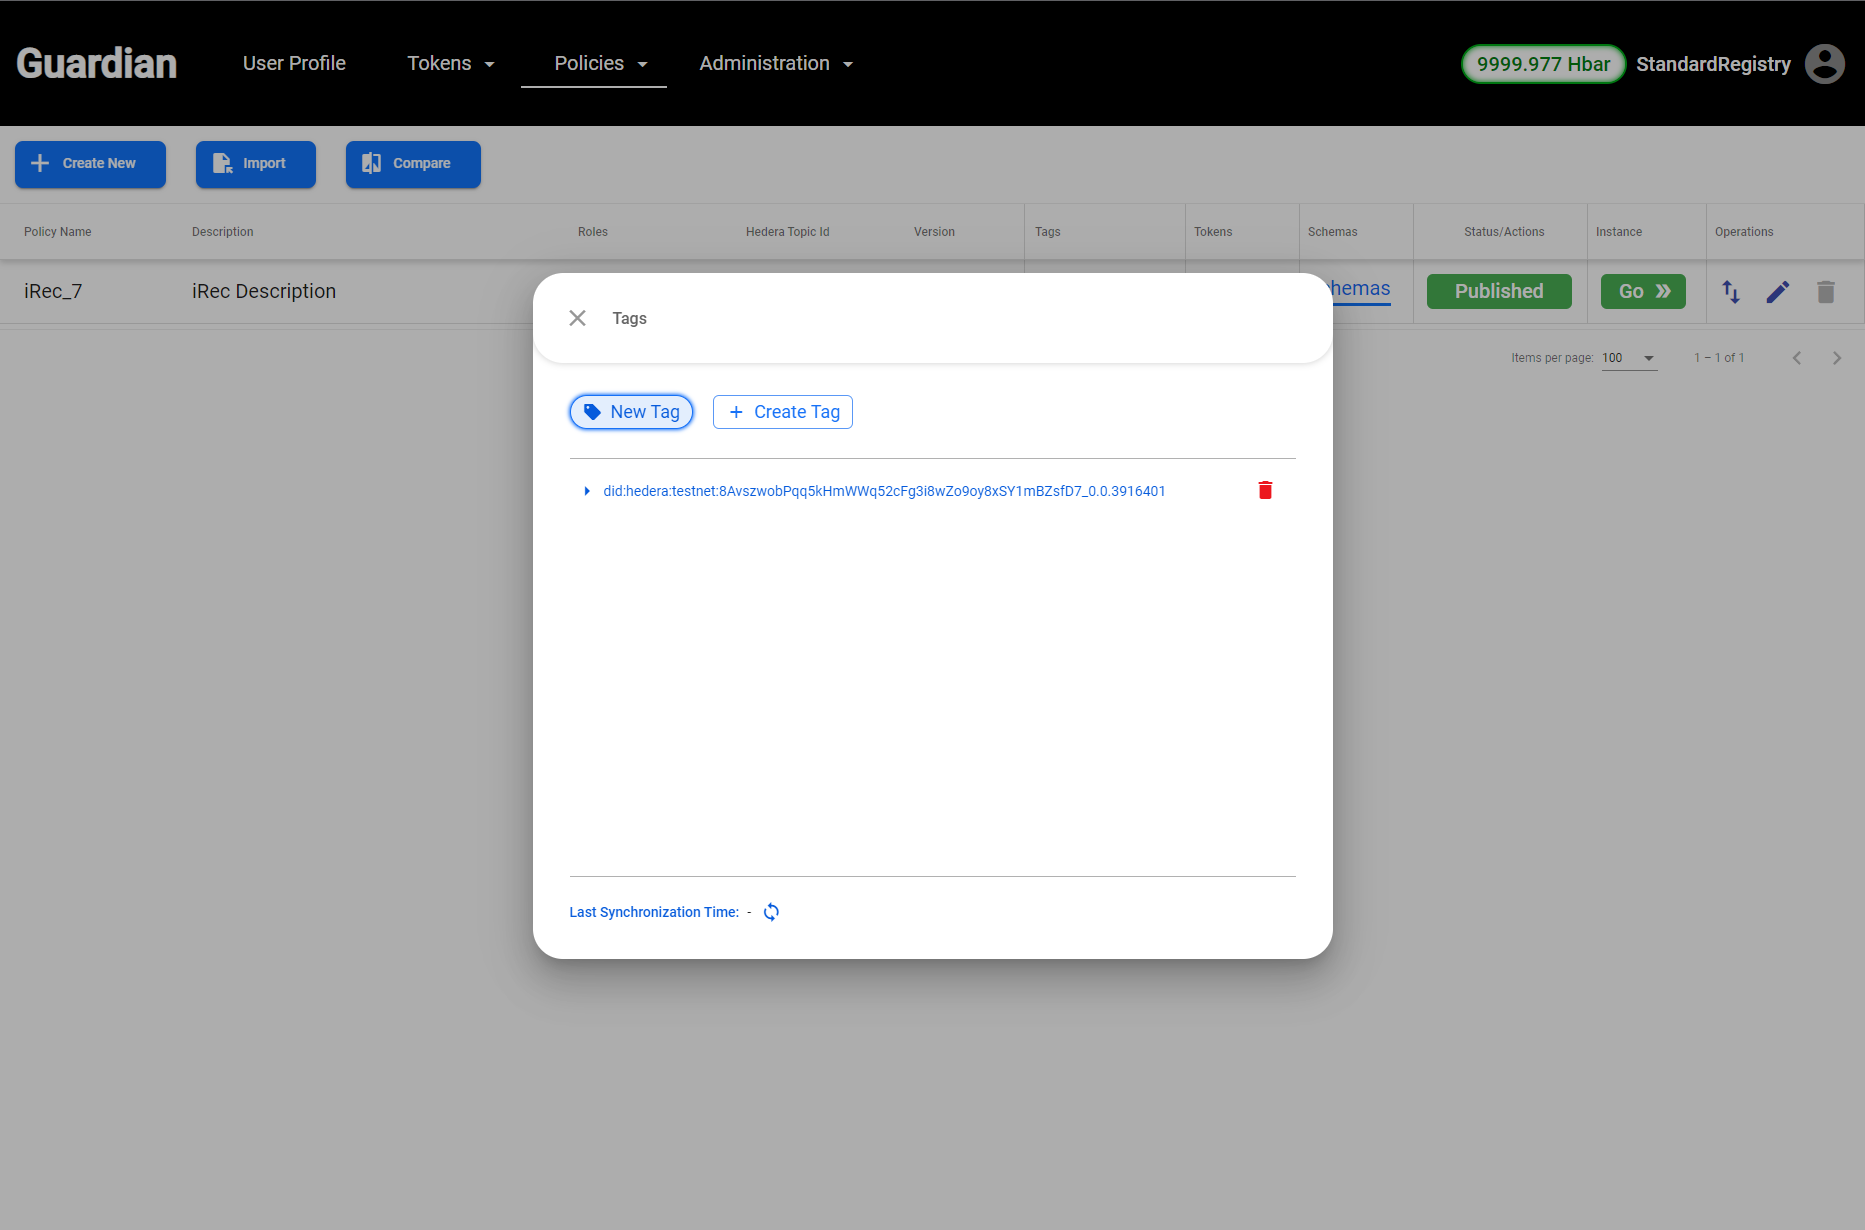 Guardian User Profile Tokens Policies Administration 9999.977 Hbar StandardRegistry
Create New Import Compare
Policy Name Description Roles Hedera Topic Id Version Tags Tokens Schemas Status/Actions Instance Operations
iRec_7 iRec Description hemas Published Go
Items per page: 100 1 – 1 of 1
Tags
New Tag Create Tag
did:hedera:testnet:8AvszwobPqq5kHmWWq52cFg3i8wZo9oy8xSY1mBZsfD7_0.0.3916401
Last Synchronization Time: -